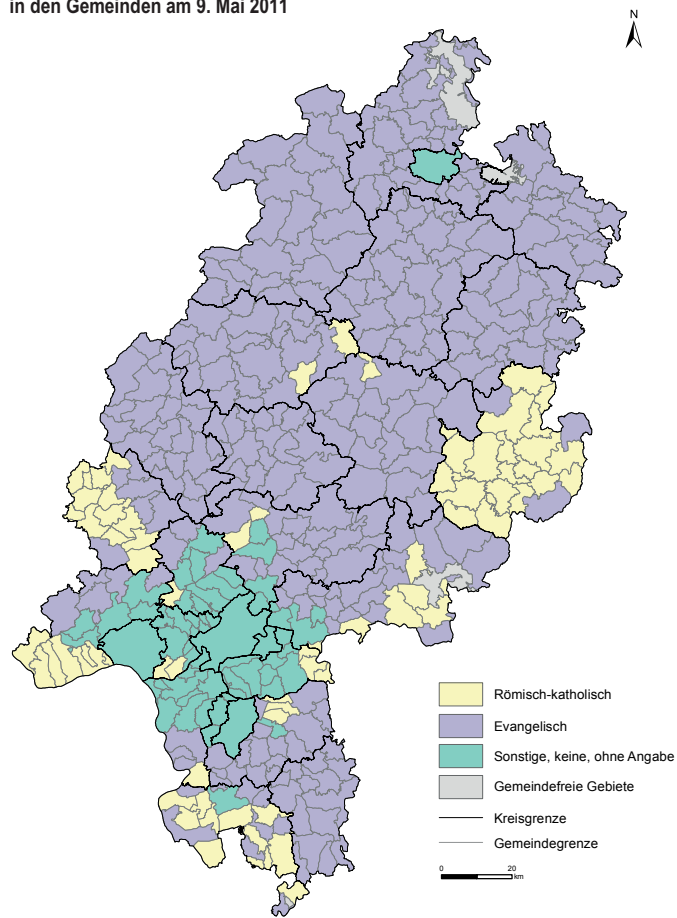 in den Gemeinden am 9. Mai 2011
N
Römisch-katholisch
Evangelisch
Sonstige, keine, ohne Angabe
Gemeindefreie Gebiete
Kreisgrenze
Gemeindegrenze
0 20
km